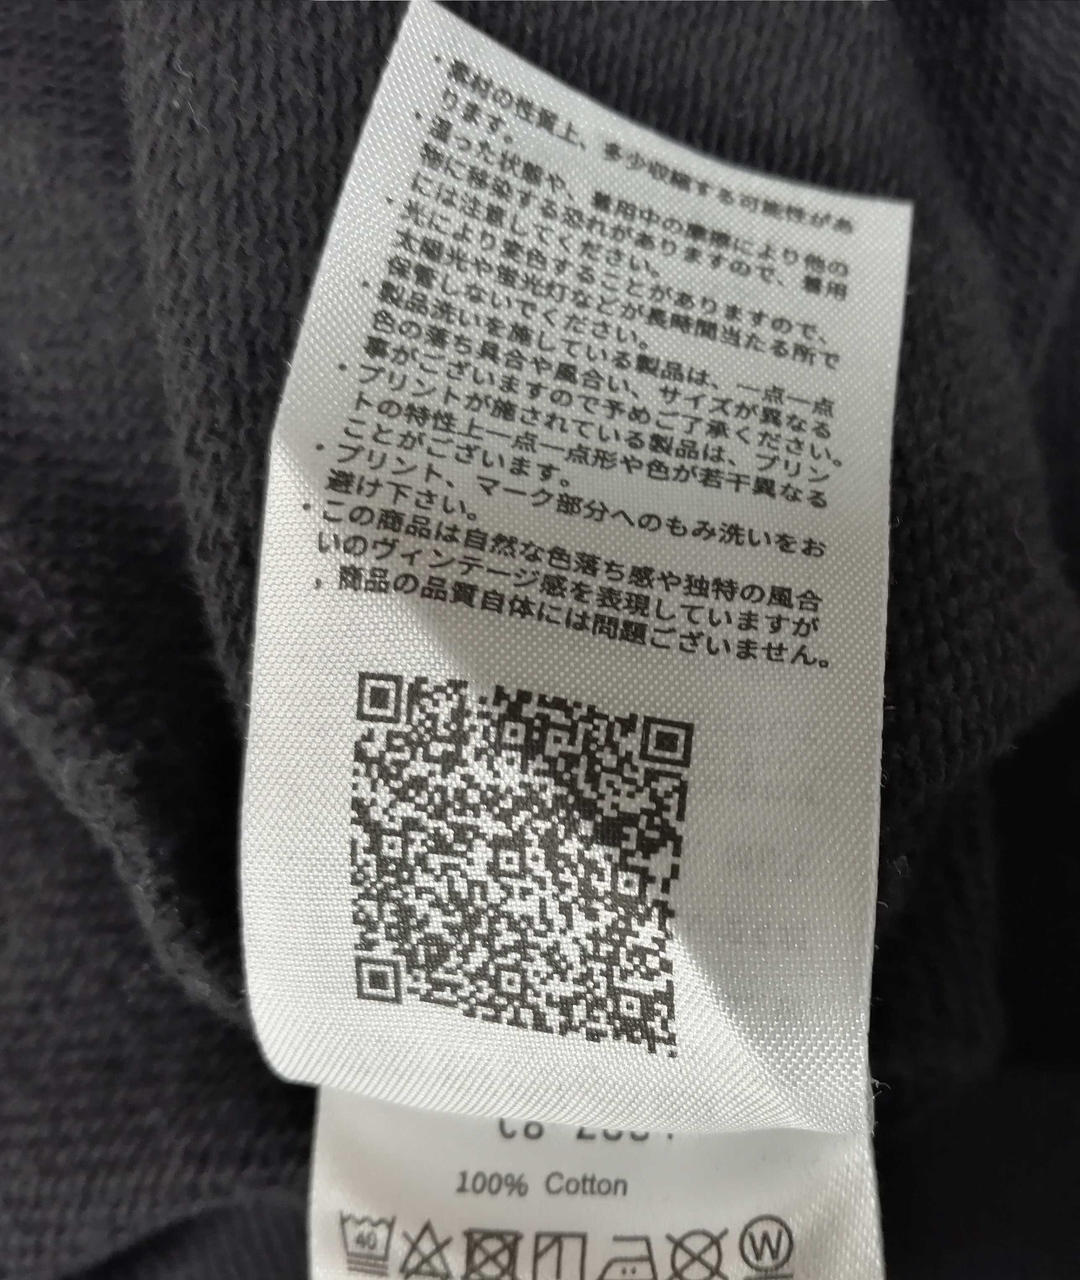 ・素材の性質上、多少収縮する可能性があ
ります。
・湿った状態や、着用中の摩擦により他の
物に移染する恐れがありますので、着用
には注意してください。
・光により変色することがありますので、
太陽光や蛍光灯などが長時間当たる所で
保管しないでください。
・製品洗いを施している製品は、一点一点
色の落ち具合や風合い、サイズが異なる
事がございますので予めご了承ください。
・プリントが施されている製品は、プリン
トの特性上一点一点形や色が若干異なる
ことがございます。
・プリント、マーク部分へのもみ洗いをお
避け下さい。
・この商品は自然な色落ち感や独特の風合
いのヴィンテージ感を表現していますが
，商品の品質自体には問題ございません。
100% Cotton
40
W